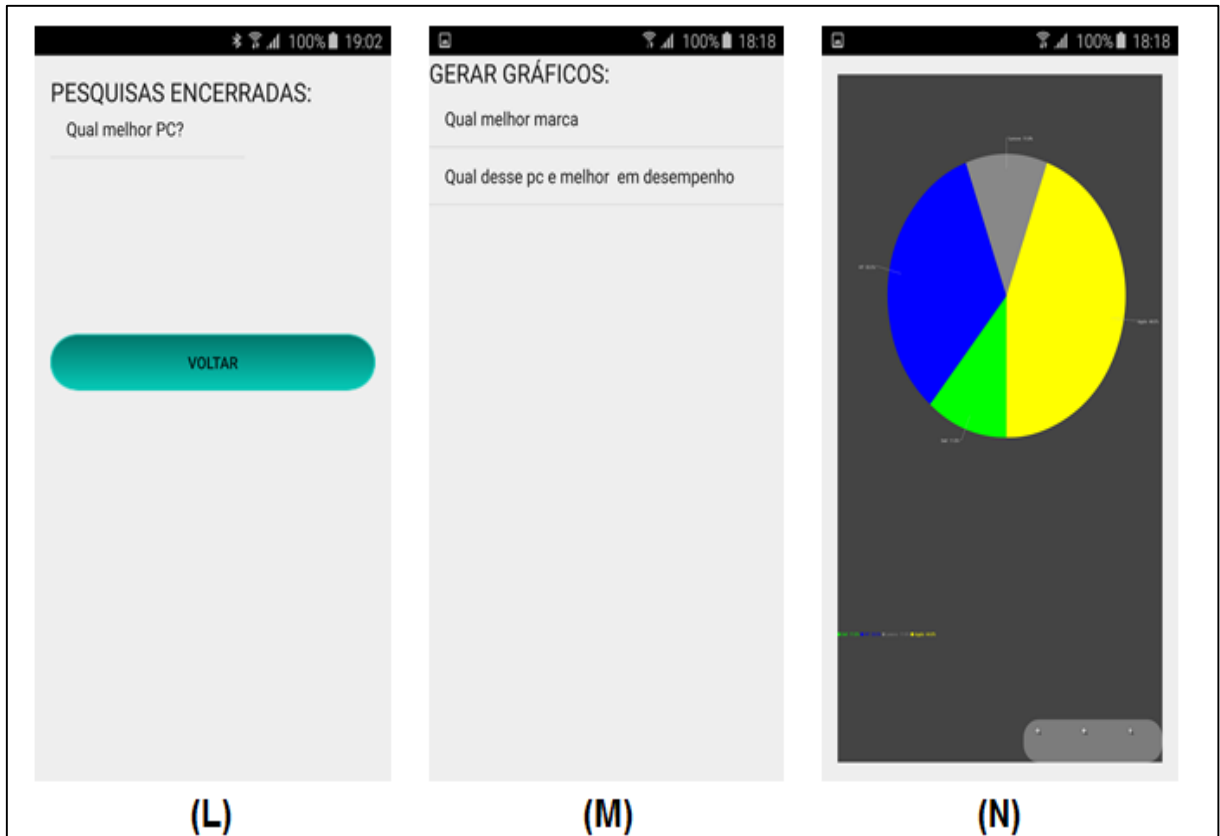 100% 19:02
PESQUISAS ENCERRADAS:
Qual melhor PC?
VOLTAR
(L)
100% 18:18
GERAR GRÁFICOS:
Qual melhor marca
Qual desse pc e melhor em desempenho
(M)
100% 18:18
(N)